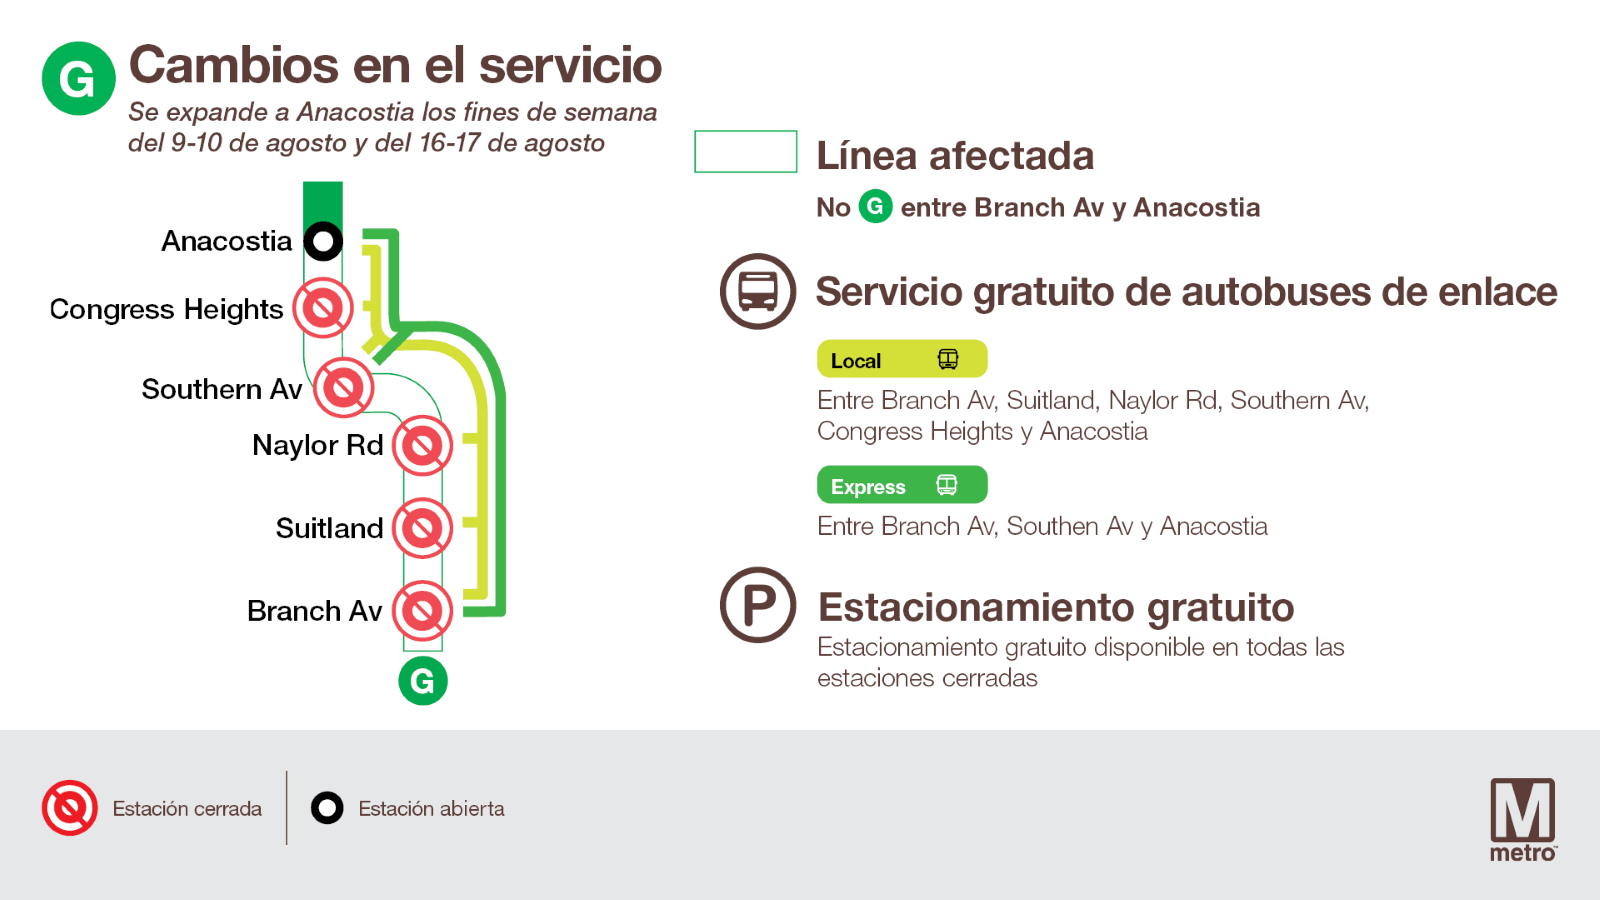 G
Cambios en el servicio
Se expande a Anacostia los fines de semana
del 9-10 de agosto y del 16-17 de agosto
Anacostia
Congress Heights
Southern Av
Naylor Rd
Suitland
Branch Av
G
Línea afectada
No G entre Branch Av y Anacostia
Servicio gratuito de autobuses de enlace
Local
Entre Branch Av, Suitland, Naylor Rd, Southern Av,
Congress Heights y Anacostia
Express
Entre Branch Av, Southen Av y Anacostia
P
Estacionamiento gratuito
Estacionamiento gratuito disponible en todas las
estaciones cerradas
Estación cerrada
Estación abierta
M
metro™